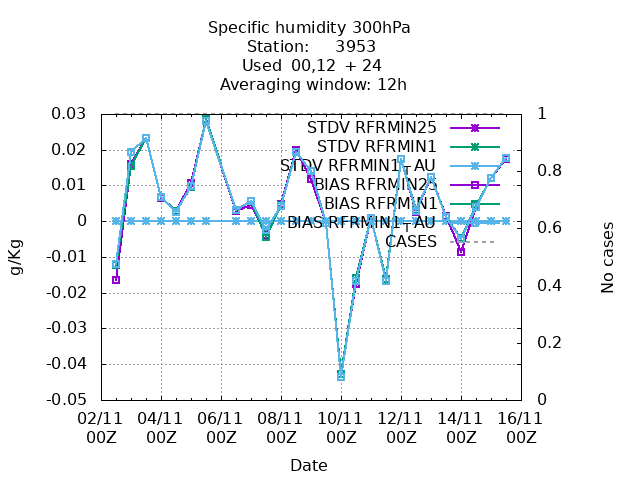 Specific humidity 300hPa
Station: 3953
Used 00,12 + 24
Averaging window: 12h
0.03
0.02
0.01
0
-0.01
-0.02
-0.03
-0.04
-0.05
g/Kg
1
0.8
0.6
0.4
0.2
0
No cases
STDV RFRMIN25
STDV RFRMIN1
STDV RFRMIN1+AU
BIAS RFRMIN25
BIAS RFRMIN1
BIAS RFRMIN1+AU
CASES
02/11 04/11 06/11 08/11 10/11 12/11 14/11 16/11
00Z 00Z 00Z 00Z 00Z 00Z 00Z 00Z
Date